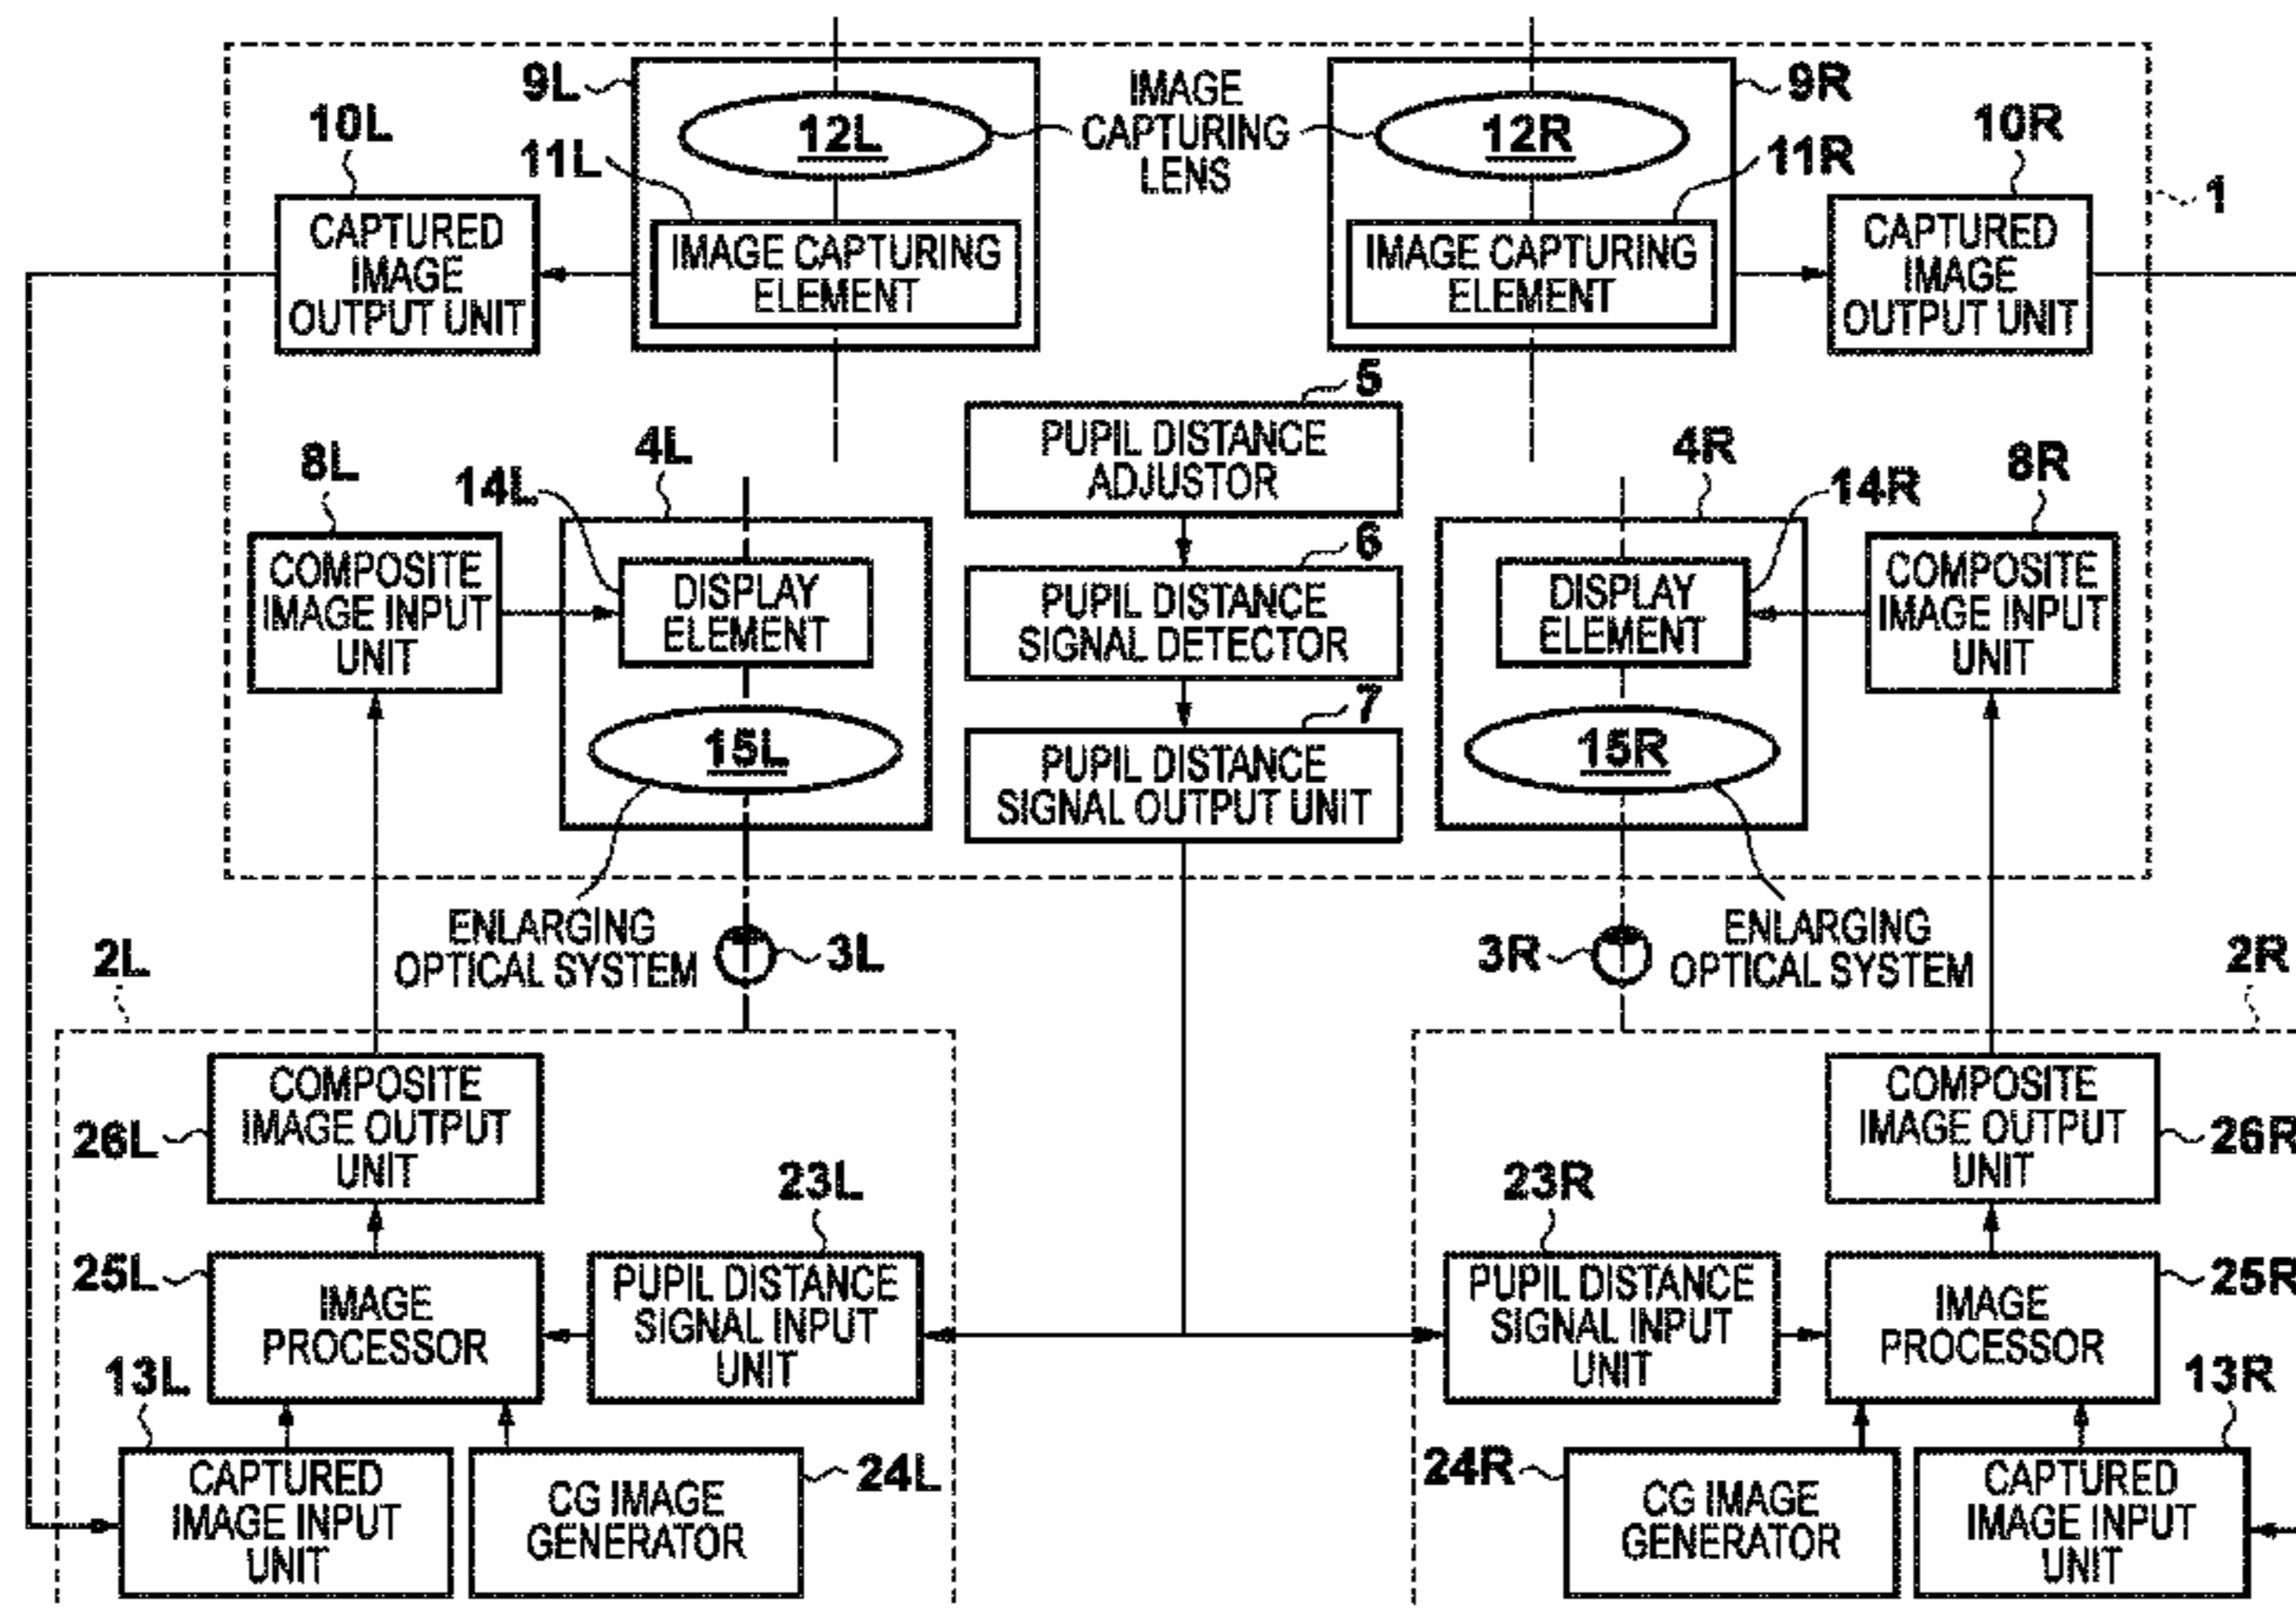 9L
IMAGE
CAPTURING
LENS
9R
10L
12L
12R
10R
11L
11R
1
CAPTURED
IMAGE
OUTPUT UNIT
IMAGE CAPTURING
ELEMENT
IMAGE CAPTURING
ELEMENT
CAPTURED
IMAGE
OUTPUT UNIT
5
PUPIL DISTANCE
ADJUSTOR
8L
14L
4L
4R
14R
8R
6
COMPOSITE
IMAGE INPUT
UNIT
DISPLAY
ELEMENT
PUPIL DISTANCE
SIGNAL DETECTOR
DISPLAY
ELEMENT
COMPOSITE
IMAGE INPUT
UNIT
7
15L
PUPIL DISTANCE
SIGNAL OUTPUT UNIT
15R
ENLARGING
OPTICAL SYSTEM
3L
3R
ENLARGING
OPTICAL SYSTEM
2L
2R
COMPOSITE
IMAGE OUTPUT
UNIT
26L
COMPOSITE
IMAGE OUTPUT
UNIT
26R
23L
23R
25L
IMAGE
PROCESSOR
PUPIL DISTANCE
SIGNAL INPUT
UNIT
PUPIL DISTANCE
SIGNAL INPUT
UNIT
IMAGE
PROCESSOR
25R
13L
13R
CAPTURED
IMAGE INPUT
UNIT
CG IMAGE
GENERATOR
24L
24R
CG IMAGE
GENERATOR
CAPTURED
IMAGE INPUT
UNIT